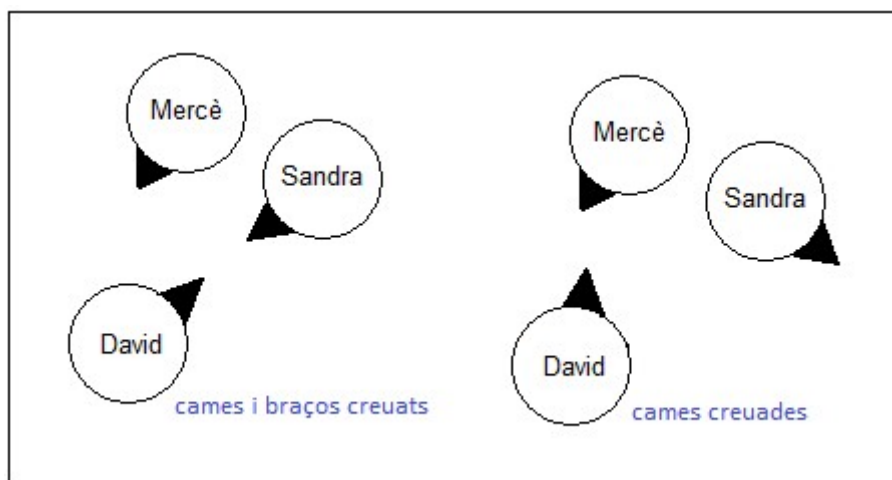 Mercè
Sandra
David
cames i braços creuats
Mercè
Sandra
David
cames creuades